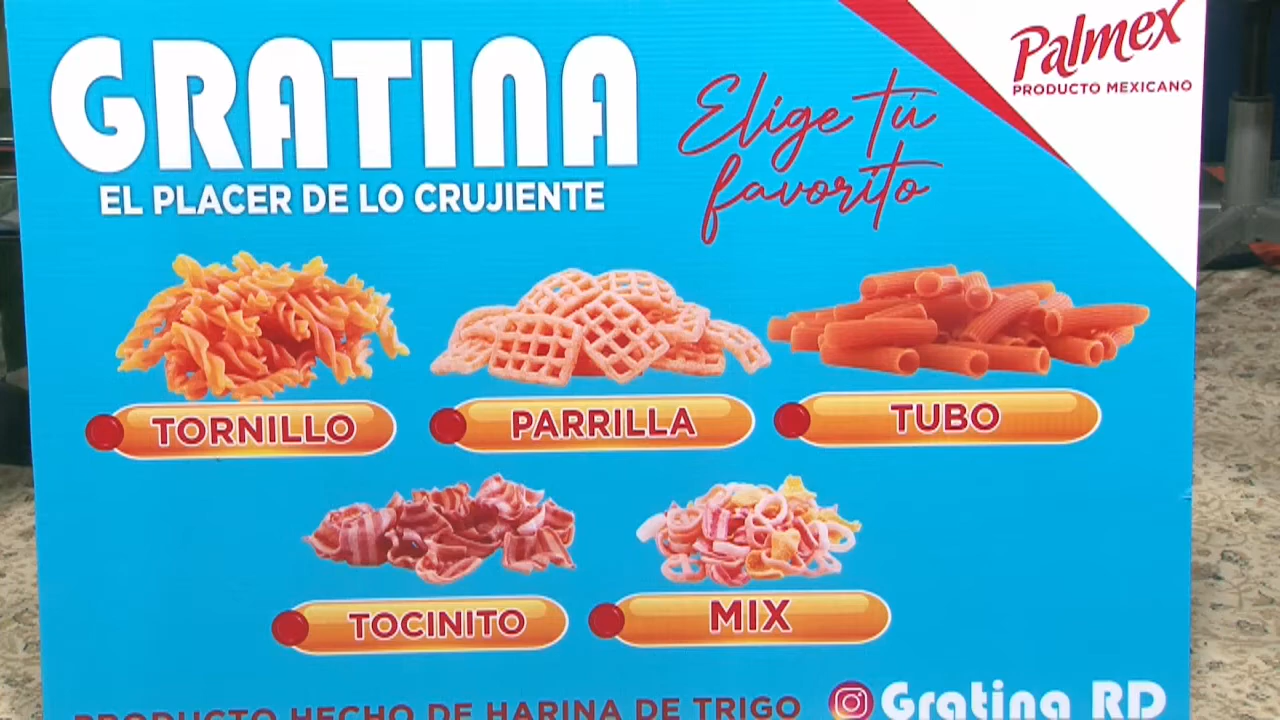 GRATINA
EL PLACER DE LO CRUJIENTE
Elige tú
favorito
Palmex
PRODUCTO MEXICANO
TORNILLO
PARRILLA
TUBO
TOCINITO
MIX
PRODUCTO HECHO DE HARINA DE TRIGO
Gratina RD